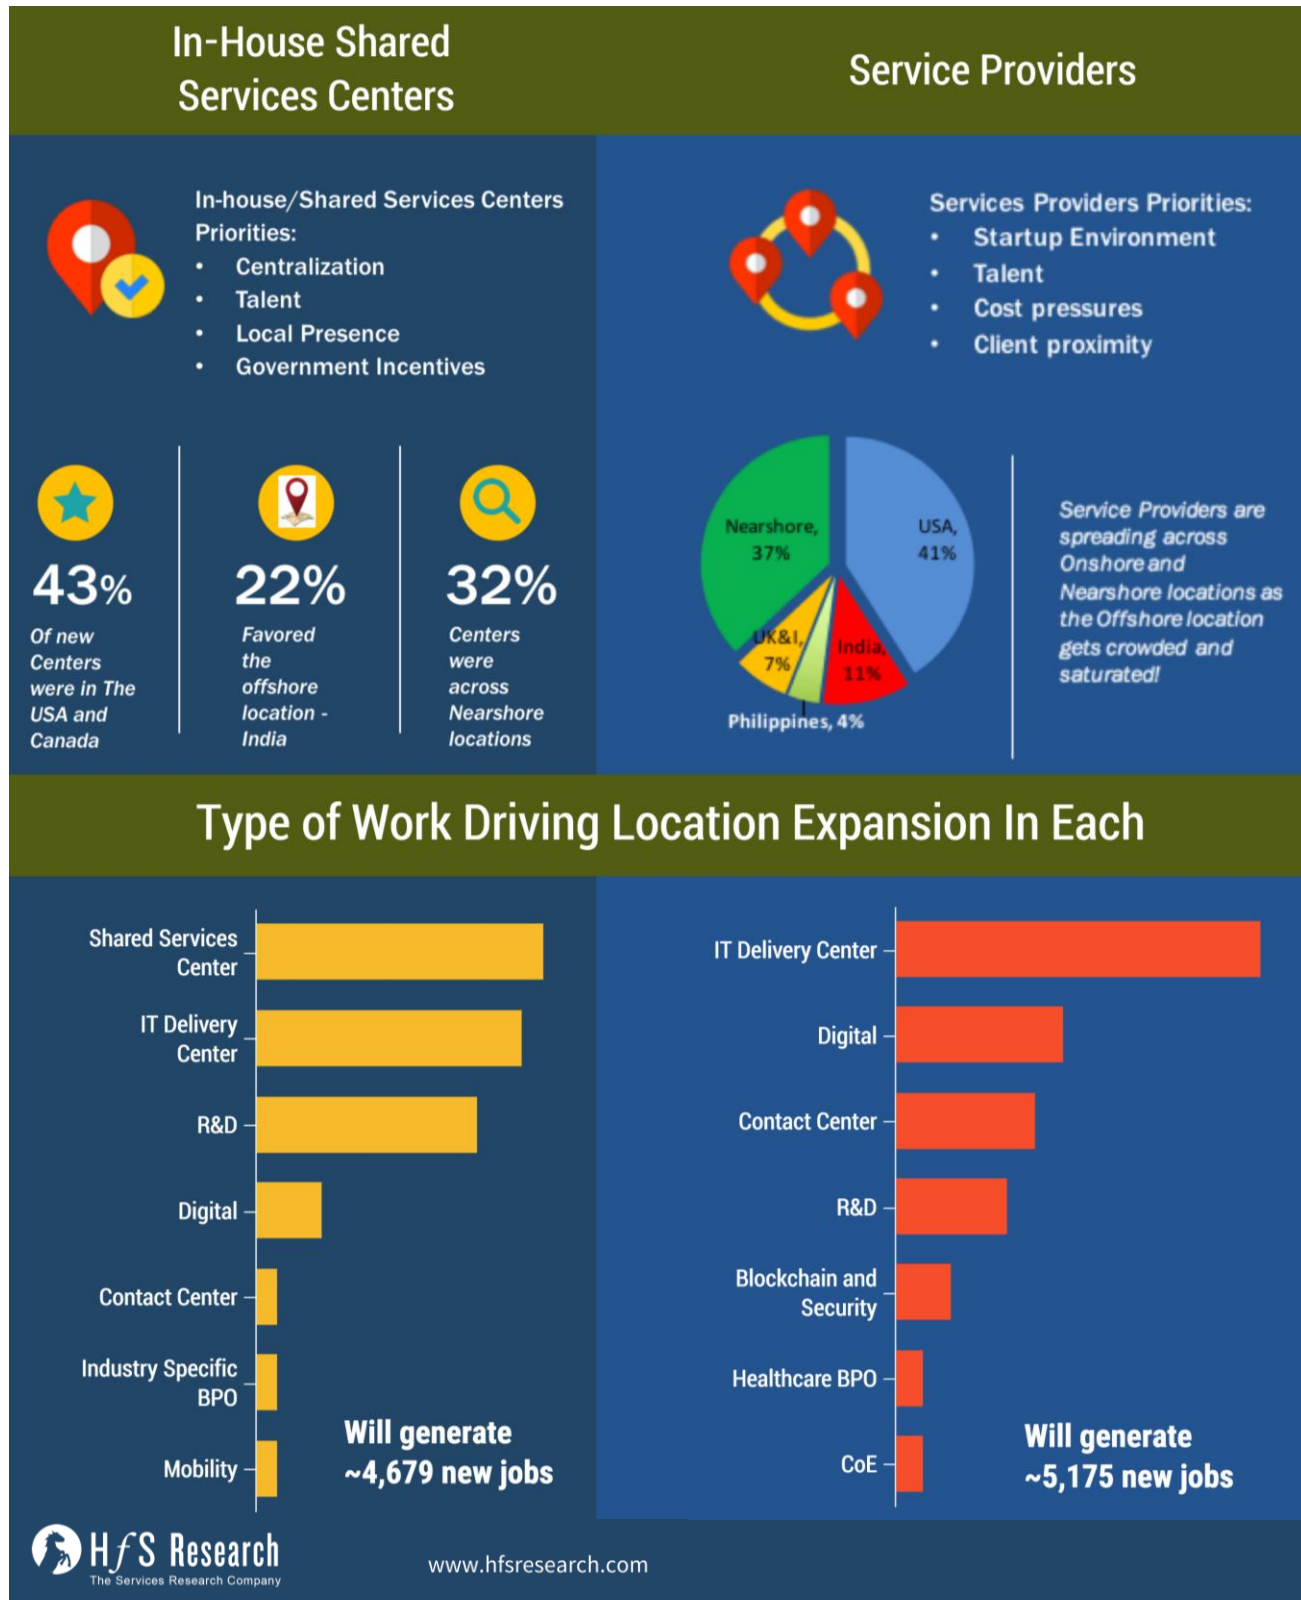 In-House Shared
Services Centers
Service Providers
In-house/Shared Services Centers
Priorities:
• Centralization
• Talent
• Local Presence
• Government Incentives
Services Providers Priorities:
• Startup Environment
• Talent
• Cost pressures
• Client proximity
43%
Of new
Centers
were in The
USA and
Canada
22%
Favored
the
offshore
location -
India
32%
Centers
were
across
Nearshore
locations
Nearshore,
37%
USA,
41%
UK&I,
7%
India,
11%
Philippines, 4%
Service Providers are
spreading across
Onshore and
Nearshore locations as
the Offshore location
gets crowded and
saturated!
Type of Work Driving Location Expansion In Each
Shared Services
Center
IT Delivery
Center
R&D
Digital
Contact Center
Industry Specific
BPO
Mobility
Will generate
~4,679 new jobs
IT Delivery Center
Digital
Contact Center
R&D
Blockchain and
Security
Healthcare BPO
CoE
Will generate
~5,175 new jobs
HfS Research
The Services Research Company
www.hfsresearch.com